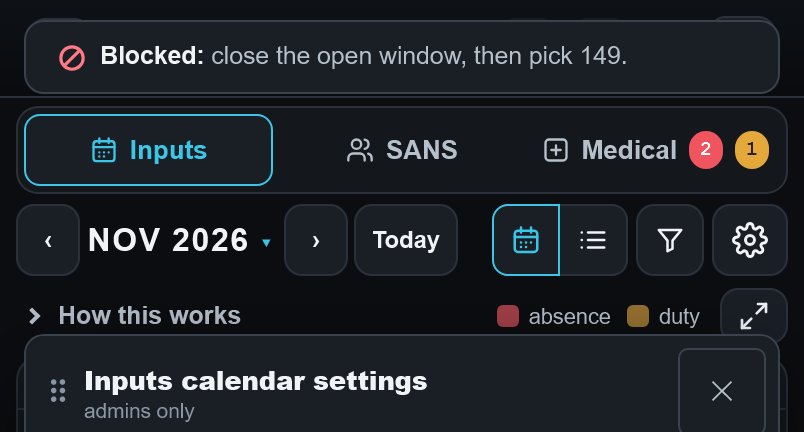 Blocked: close the open window, then pick 149.
Inputs SANS Medical 2 1
‹ NOV 2026 ▾ › Today
How this works absence duty
Inputs calendar settings
admins only